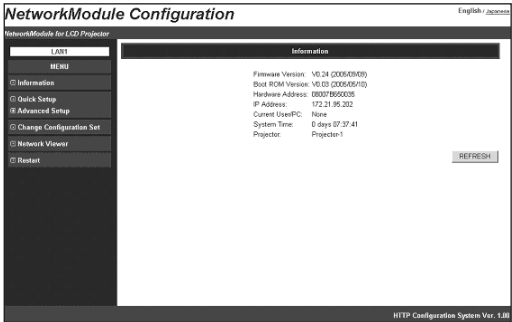 NetworkModule Configuration
English / Japanese
NetworkModule for LCD Projector
LAN1
MENU
Information
Quick Setup
Advanced Setup
Change Configuration Set
Network Viewer
Restart
Information
Firmware Version: V0.24 (2005/09/09)
Boot ROM Version: V0.03 (2005/05/10)
Hardware Address: 08007B650035
IP Address: 172.21.95.202
Current User/PC: None
System Time: 0 days 07:37:41
Projector: Projector-1
REFRESH
HTTP Configuration System Ver. 1.00